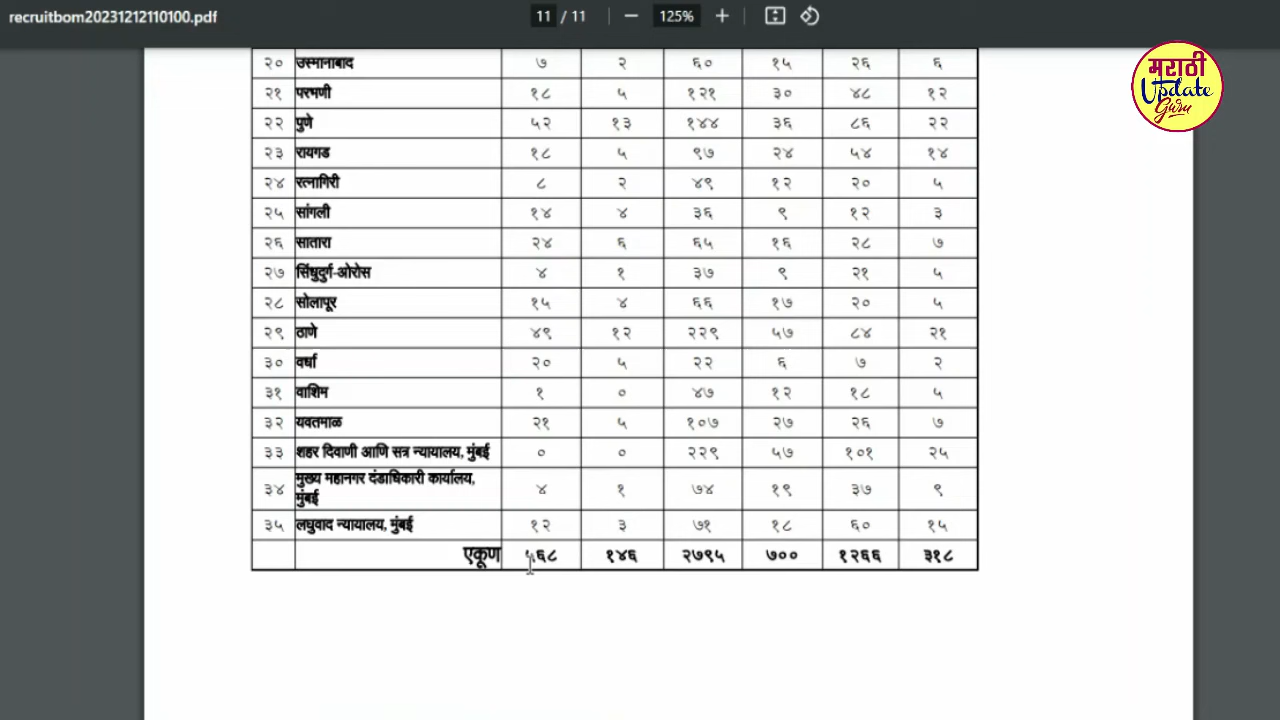 recruitbom20231212110100.pdf
11 / 11 125%
मराठी
Update
Guru
२० उस्मानाबाद ७ २ ६० १५ २६ ६
२१ परभणी १८ ५ १२१ ३० ४८ १२
२२ पुणे ५२ १३ १४४ ३६ ८६ २२
२३ रायगड १८ ५ ९७ २४ ५४ १४
२४ रत्नागिरी ८ २ ४९ १२ २० ५
२५ सांगली १४ ४ ३६ ९ १२ ३
२६ सातारा २४ ६ ६५ १६ २८ ७
२७ सिंधुदुर्ग-ओरोस ४ १ ३७ ९ २१ ५
२८ सोलापूर १५ ४ ६६ १७ २० ५
२९ ठाणे ४९ १२ २२९ ५७ ८४ २१
३० वर्धा २० ५ २२ ६ ७ २
३१ वाशिम १ ० ४७ १२ १८ ५
३२ यवतमाळ २१ ५ १०७ २७ २६ ७
३३ शहर दिवाणी आणि सत्र न्यायालय, मुंबई ० ० २२९ ५७ १०१ २५
३४ मुख्य महानगर दंडाधिकारी कार्यालय,
मुंबई ४ १ ७४ १९ ३७ ९
३५ लघुवाद न्यायालय, मुंबई १२ ३ ७१ १८ ६० १५
एकूण ५६८ १४६ २७९५ ७०० १२६६ ३१८